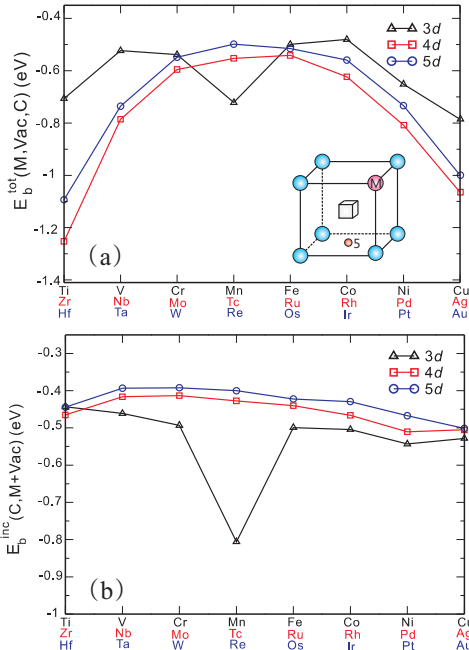 E_b^tot(M,Vac,C) (eV)
-0.4
-0.6
-0.8
-1
-1.2
-1.4
3d
4d
5d
M
5
(a)
Ti V Cr Mn Fe Co Ni Cu
Zr Nb Mo Tc Ru Rh Pd Ag
Hf Ta W Re Os Ir Pt Au
E_b^inc(C,M+Vac) (eV)
-0.3
-0.4
-0.5
-0.6
-0.7
-0.8
-0.9
-1
3d
4d
5d
(b)
Ti V Cr Mn Fe Co Ni Cu
Zr Nb Mo Tc Ru Rh Pd Ag
Hf Ta W Re Os Ir Pt Au